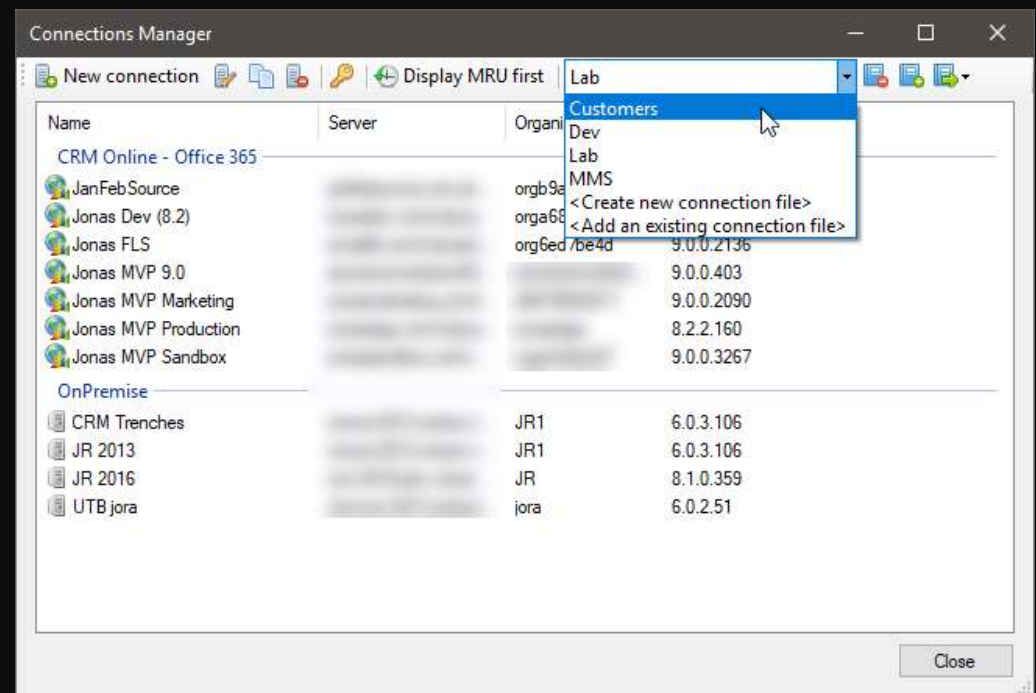 Connections Manager
New connection Display MRU first Lab
Customers
Dev
Lab
MMS
<Create new connection file>
<Add an existing connection file>
Name Server
CRM Online - Office 365
JanFebSource
Jonas Dev (8.2)
Jonas FLS 9.0.0.2136
Jonas MVP 9.0 9.0.0.403
Jonas MVP Marketing 9.0.0.2090
Jonas MVP Production 8.2.2.160
Jonas MVP Sandbox 9.0.0.3267
OnPremise
CRM Trenches JR1 6.0.3.106
JR 2013 JR1 6.0.3.106
JR 2016 JR 8.1.0.359
UTB jora jora 6.0.2.51
Close